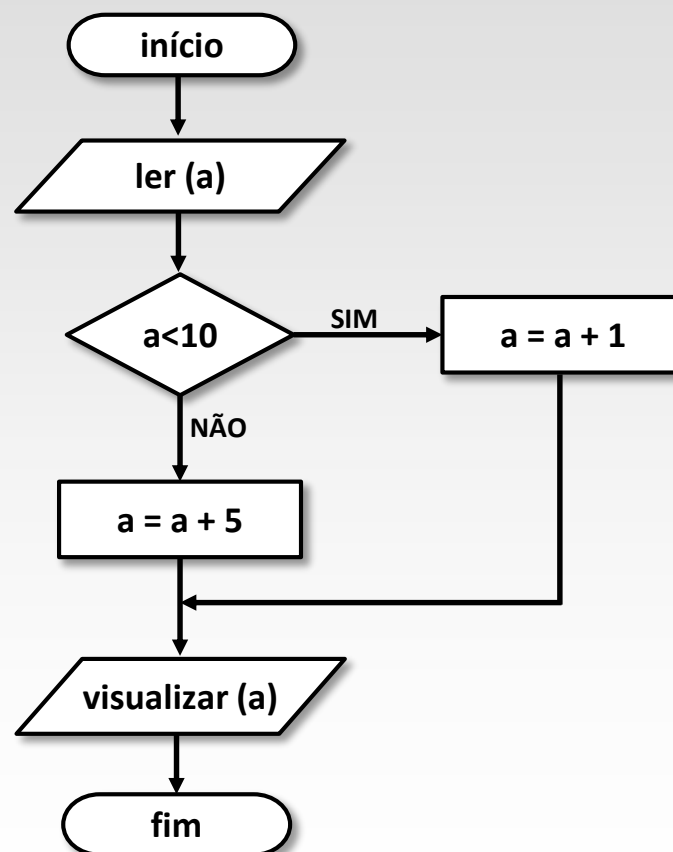 início
ler (a)
a<10
SIM
a = a + 1
NÃO
a = a + 5
visualizar (a)
fim